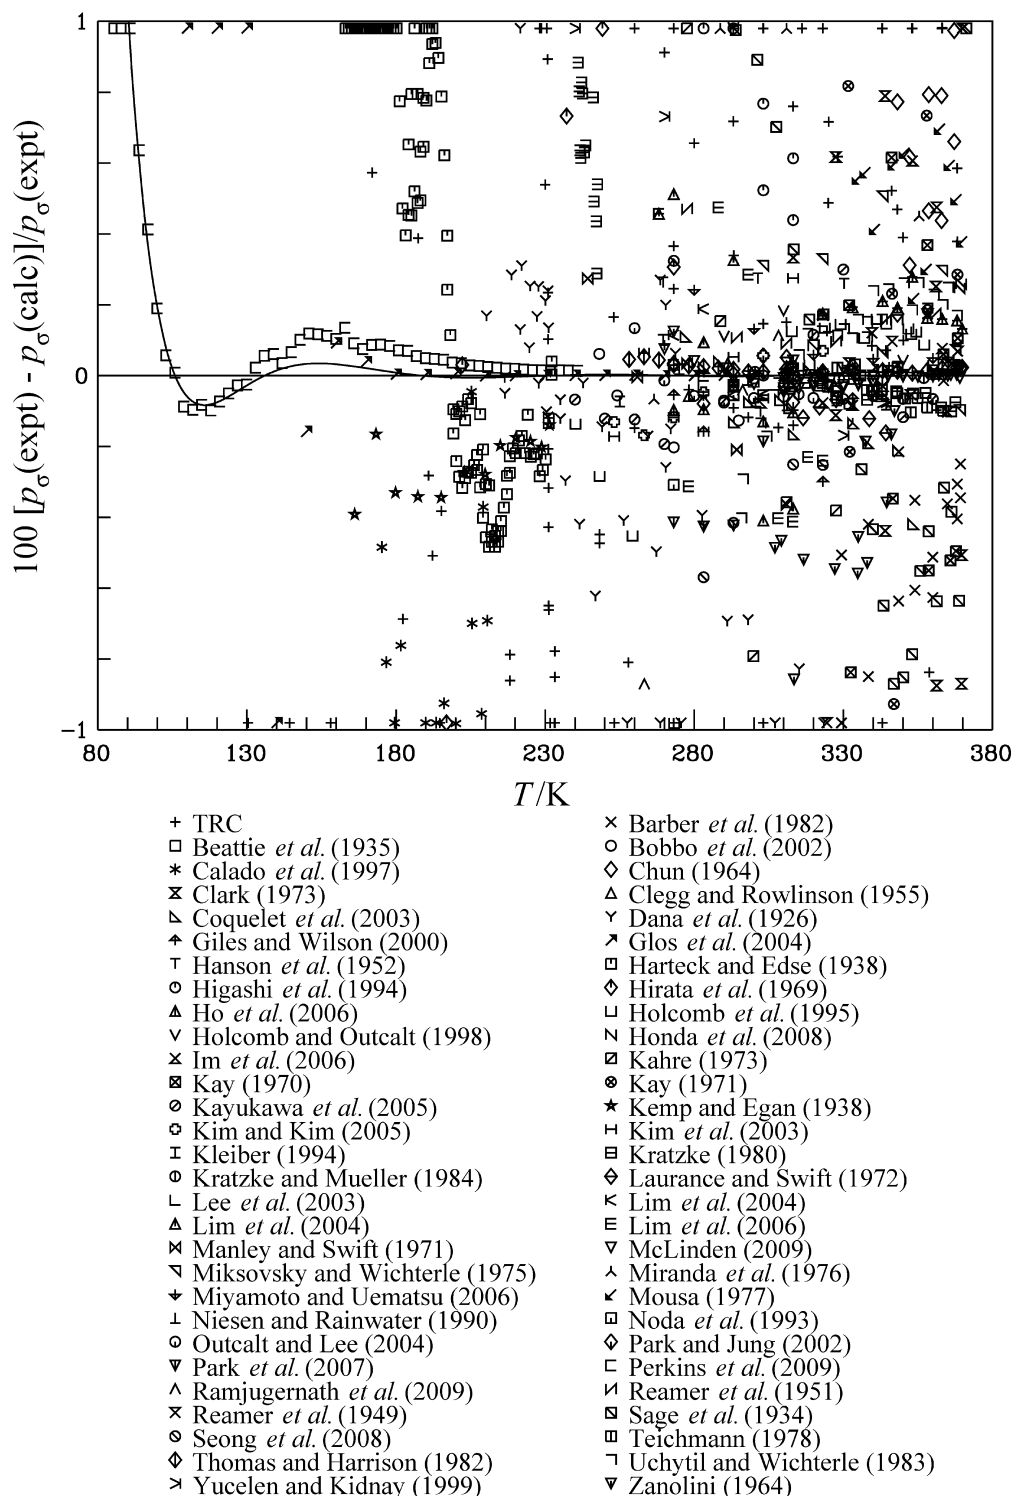 1
0
−1
100 [pσ(expt) - pσ(calc)]/pσ(expt)
80 130 180 230 280 330 380
T/K
TRC
Beattie et al. (1935)
Calado et al. (1997)
Clark (1973)
Coquelet et al. (2003)
Giles and Wilson (2000)
Hanson et al. (1952)
Higashi et al. (1994)
Ho et al. (2006)
Holcomb and Outcalt (1998)
Im et al. (2006)
Kay (1970)
Kayukawa et al. (2005)
Kim and Kim (2005)
Kleiber (1994)
Kratzke and Mueller (1984)
Lee et al. (2003)
Lim et al. (2004)
Manley and Swift (1971)
Miksovsky and Wichterle (1975)
Miyamoto and Uematsu (2006)
Niesen and Rainwater (1990)
Outcalt and Lee (2004)
Park et al. (2007)
Ramjugernath et al. (2009)
Reamer et al. (1949)
Seong et al. (2008)
Thomas and Harrison (1982)
Yucelen and Kidnay (1999)
Barber et al. (1982)
Bobbo et al. (2002)
Chun (1964)
Clegg and Rowlinson (1955)
Dana et al. (1926)
Glos et al. (2004)
Harteck and Edse (1938)
Hirata et al. (1969)
Holcomb et al. (1995)
Honda et al. (2008)
Kahre (1973)
Kay (1971)
Kemp and Egan (1938)
Kim et al. (2003)
Kratzke (1980)
Laurance and Swift (1972)
Lim et al. (2004)
Lim et al. (2006)
McLinden (2009)
Miranda et al. (1976)
Mousa (1977)
Noda et al. (1993)
Park and Jung (2002)
Perkins et al. (2009)
Reamer et al. (1951)
Sage et al. (1934)
Teichmann (1978)
Uchytil and Wichterle (1983)
Zanolini (1964)